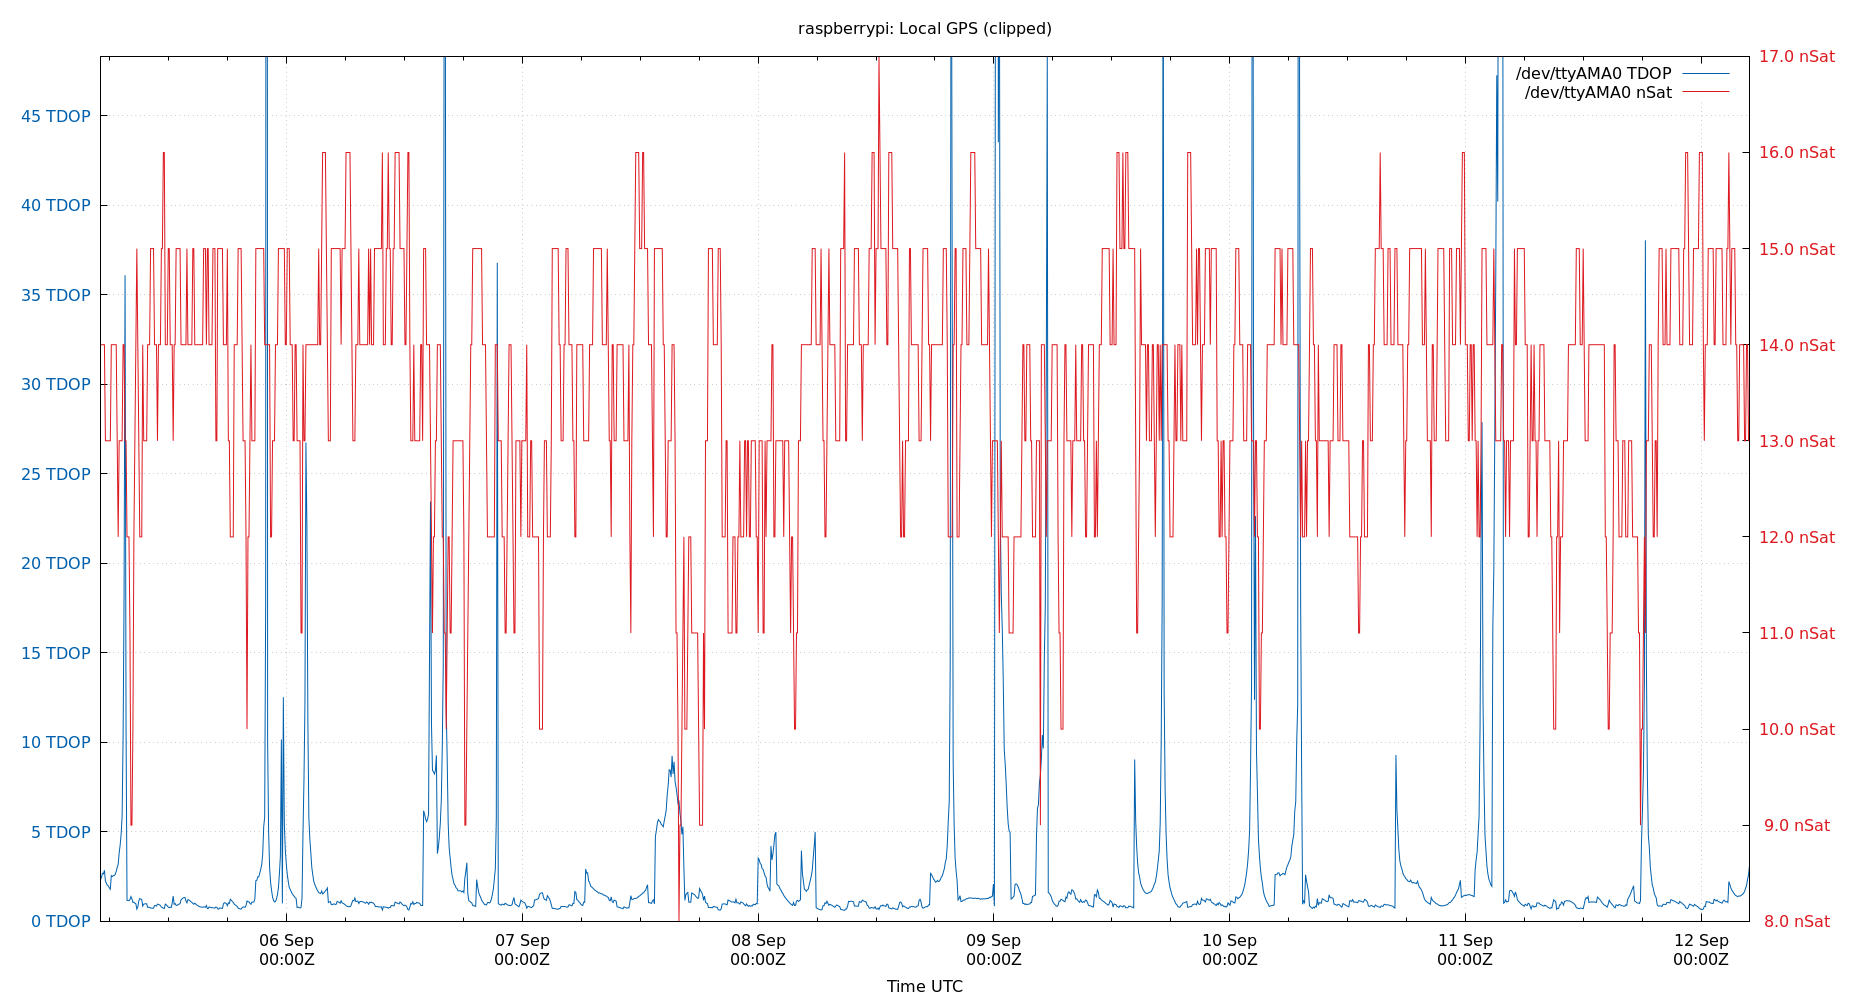 raspberrypi: Local GPS (clipped)
/dev/ttyAMA0 TDOP
/dev/ttyAMA0 nSat
45 TDOP
40 TDOP
35 TDOP
30 TDOP
25 TDOP
20 TDOP
15 TDOP
10 TDOP
5 TDOP
0 TDOP
17.0 nSat
16.0 nSat
15.0 nSat
14.0 nSat
13.0 nSat
12.0 nSat
11.0 nSat
10.0 nSat
9.0 nSat
8.0 nSat
06 Sep
00:00Z
07 Sep
00:00Z
08 Sep
00:00Z
09 Sep
00:00Z
10 Sep
00:00Z
11 Sep
00:00Z
12 Sep
00:00Z
Time UTC